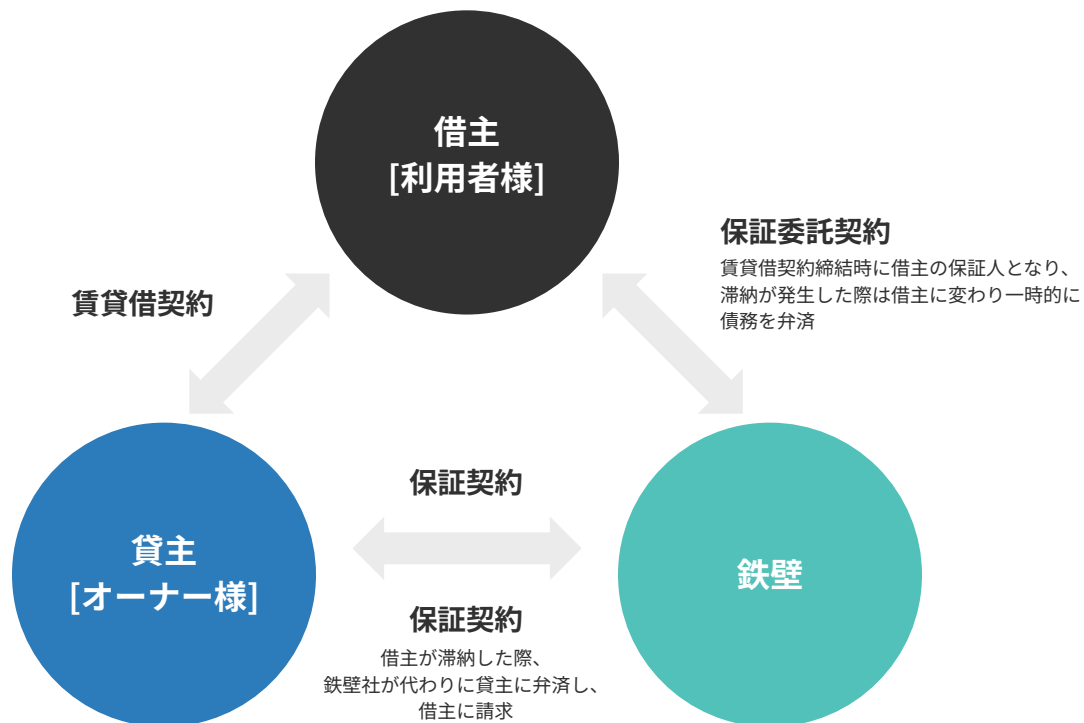 借主
[利用者様]
保証委託契約
賃貸借契約締結時に借主の保証人となり、
滞納が発生した際は借主に変わり一時的に
債務を弁済
賃貸借契約
保証契約
貸主
[オーナー様]
鉄壁
保証契約
借主が滞納した際、
鉄壁社が代わりに貸主に弁済し、
借主に請求